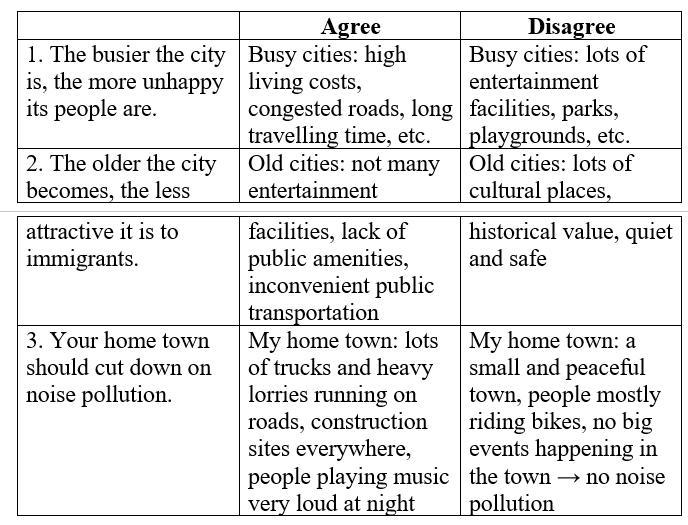 Agree
Disagree
1. The busier the city
is, the more unhappy
its people are.
Busy cities: high
living costs,
congested roads, long
travelling time, etc.
Busy cities: lots of
entertainment
facilities, parks,
playgrounds, etc.
2. The older the city
becomes, the less
Old cities: not many
entertainment
Old cities: lots of
cultural places,
attractive it is to
immigrants.
facilities, lack of
public amenities,
inconvenient public
transportation
historical value, quiet
and safe
3. Your home town
should cut down on
noise pollution.
My home town: lots
of trucks and heavy
lorries running on
roads, construction
sites everywhere,
people playing music
very loud at night
My home town: a
small and peaceful
town, people mostly
riding bikes, no big
events happening in
the town → no noise
pollution